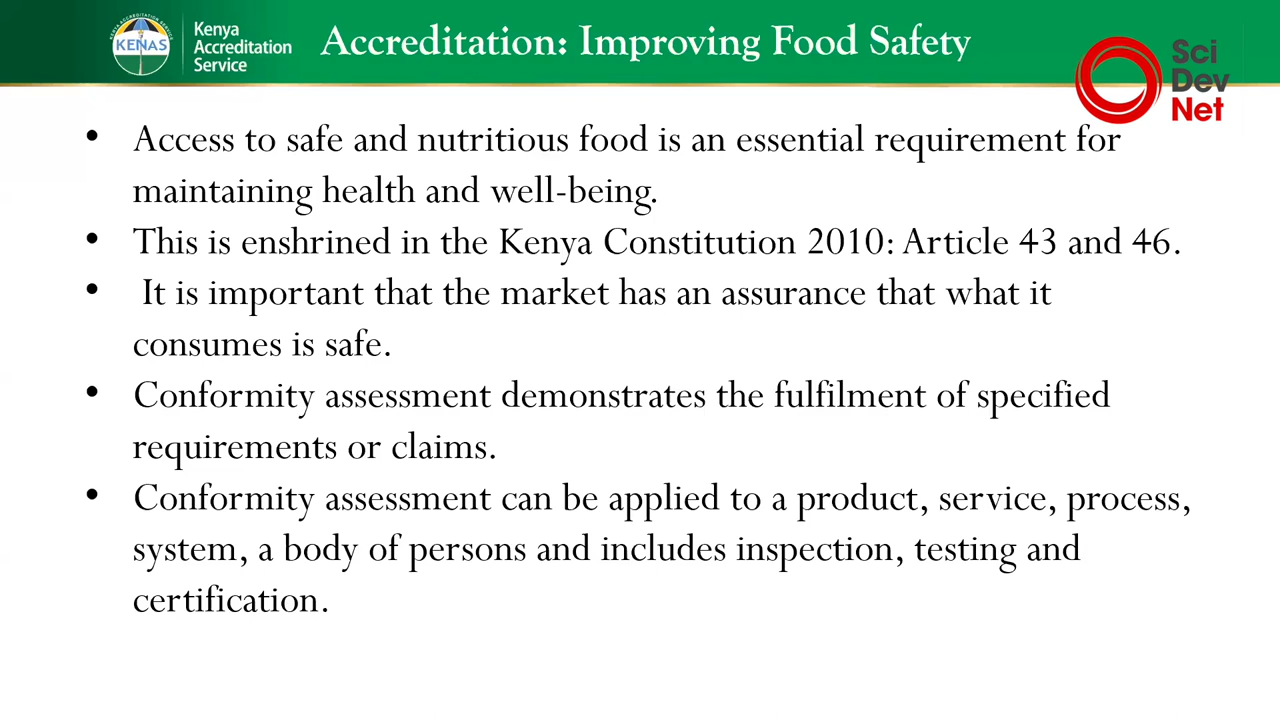 KENYA ACCREDITATION SERVICE
KENAS
Kenya
Accreditation
Service
Accreditation: Improving Food Safety
Sci
Dev
Net
• Access to safe and nutritious food is an essential requirement for
maintaining health and well-being.
• This is enshrined in the Kenya Constitution 2010: Article 43 and 46.
• It is important that the market has an assurance that what it
consumes is safe.
• Conformity assessment demonstrates the fulfilment of specified
requirements or claims.
• Conformity assessment can be applied to a product, service, process,
system, a body of persons and includes inspection, testing and
certification.